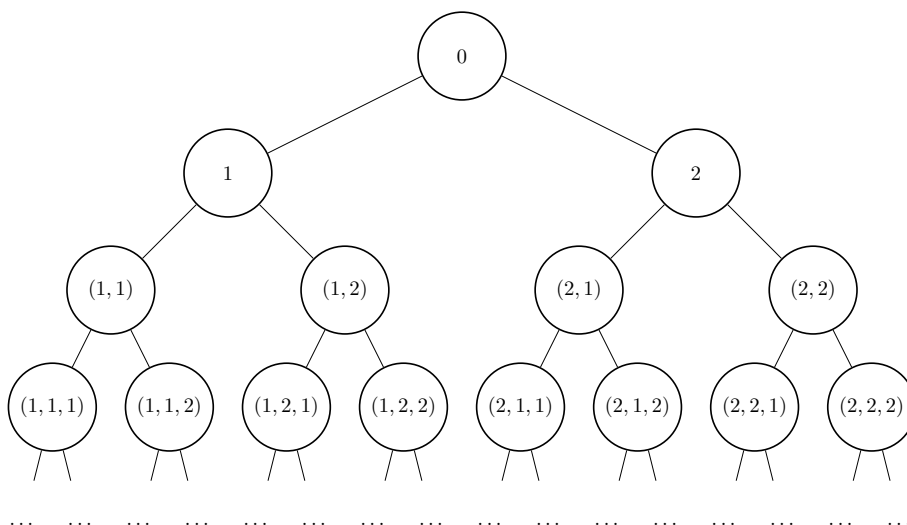 0
1 2
(1, 1) (1, 2) (2, 1) (2, 2)
(1, 1, 1) (1, 1, 2) (1, 2, 1) (1, 2, 2) (2, 1, 1) (2, 1, 2) (2, 2, 1) (2, 2, 2)
... ... ... ... ... ... ... ... ... ... ... ... ... ... ... ...